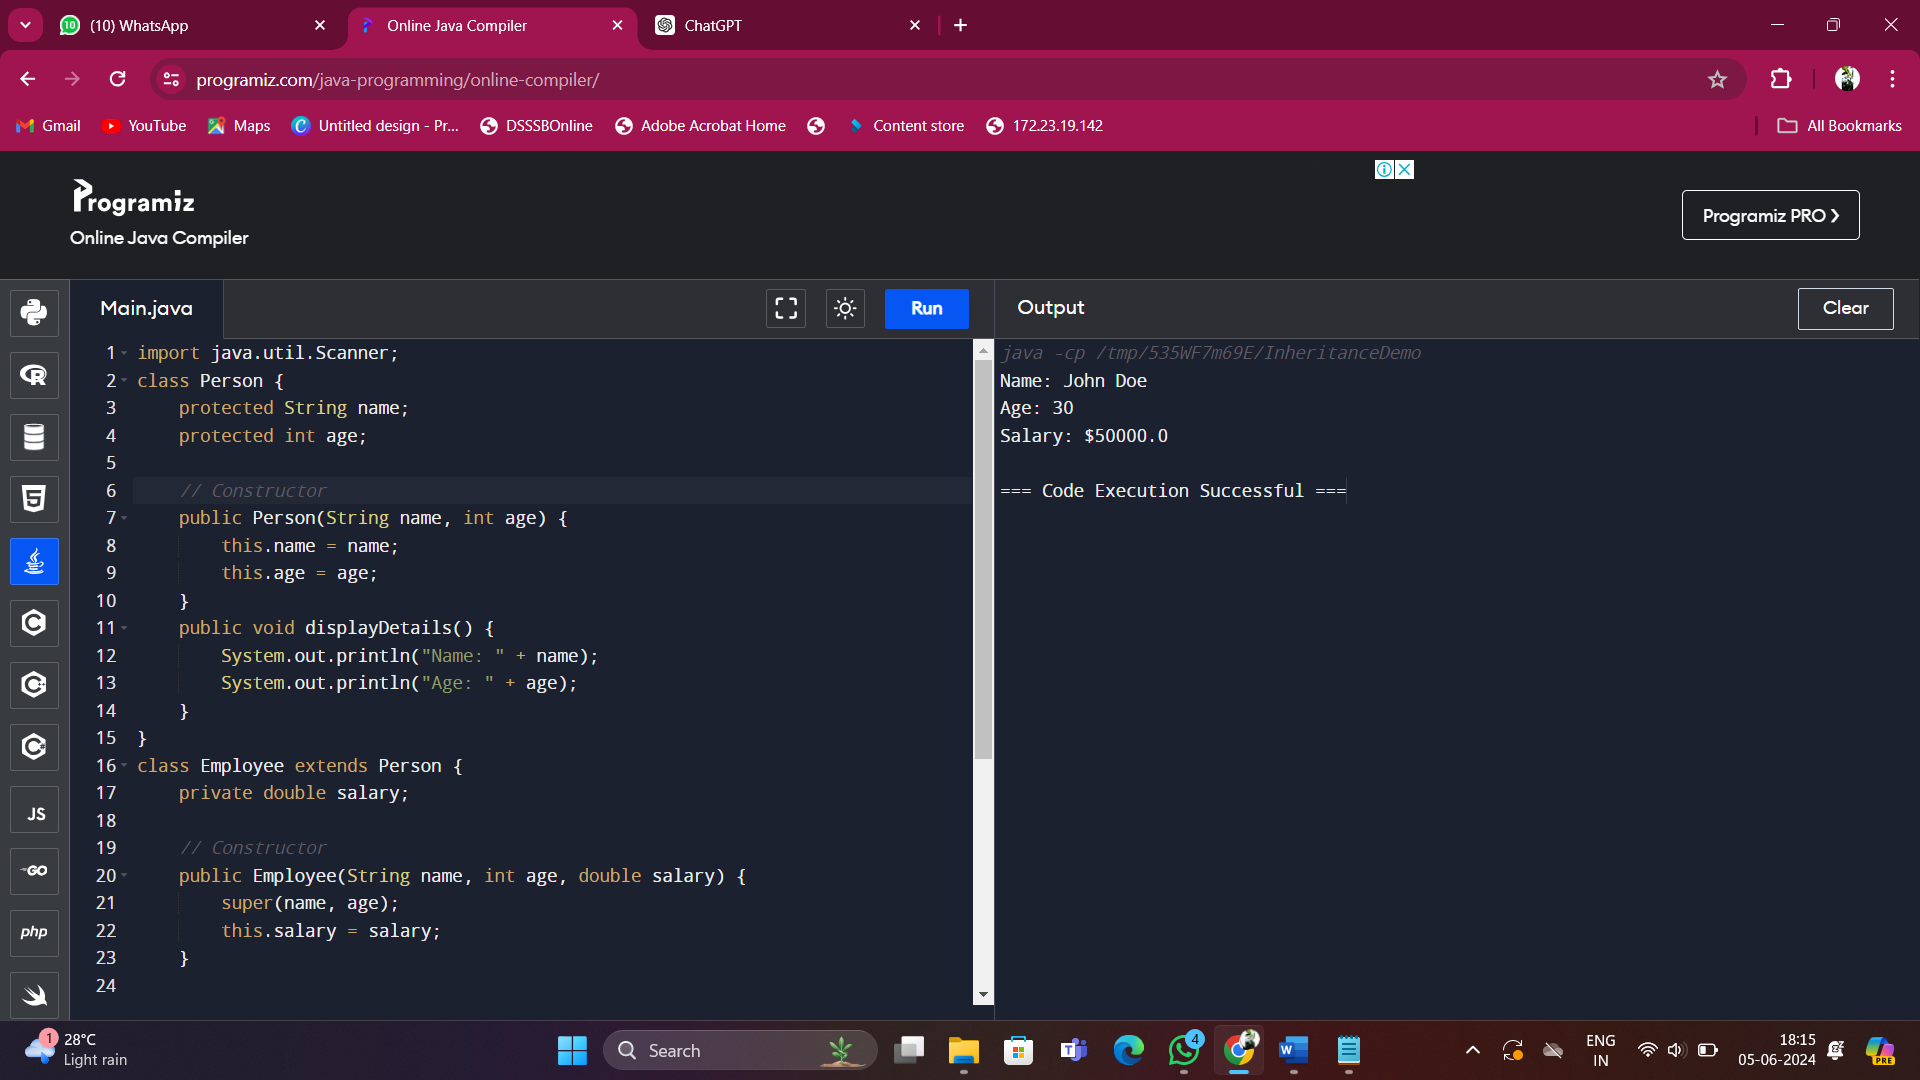 (10) WhatsApp
Online Java Compiler
ChatGPT
programiz.com/java-programming/online-compiler/
Gmail
YouTube
Maps
Untitled design - Pr...
DSSSBOnline
Adobe Acrobat Home
Content store
172.23.19.142
All Bookmarks
Programiz
Online Java Compiler
Programiz PRO
Main.java
Run
Output
Clear
1 import java.util.Scanner;
2 class Person {
3 protected String name;
4 protected int age;
5
6 // Constructor
7 public Person(String name, int age) {
8 this.name = name;
9 this.age = age;
10 }
11 public void displayDetails() {
12 System.out.println("Name: " + name);
13 System.out.println("Age: " + age);
14 }
15 }
16 class Employee extends Person {
17 private double salary;
18
19 // Constructor
20 public Employee(String name, int age, double salary) {
21 super(name, age);
22 this.salary = salary;
23 }
24
java -cp /tmp/535WF7m69E/InheritanceDemo
Name: John Doe
Age: 30
Salary: $50000.0
=== Code Execution Successful ===
JS
GO
php
1
28°C
Light rain
Search
4
ENG
IN
18:15
05-06-2024
PRE